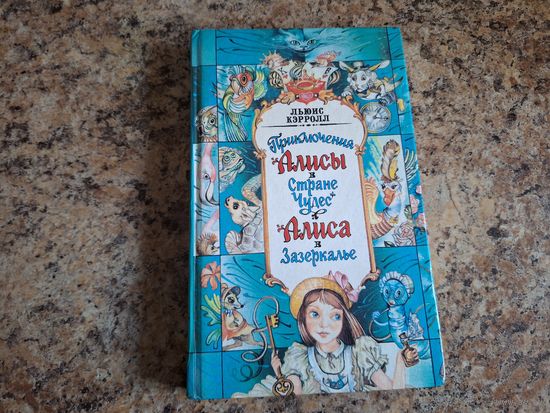 ЛЬЮИС
КЭРРОЛЛ
Приключения
Алисы
в
Стране
Чудес
Алиса
в
Зазеркалье